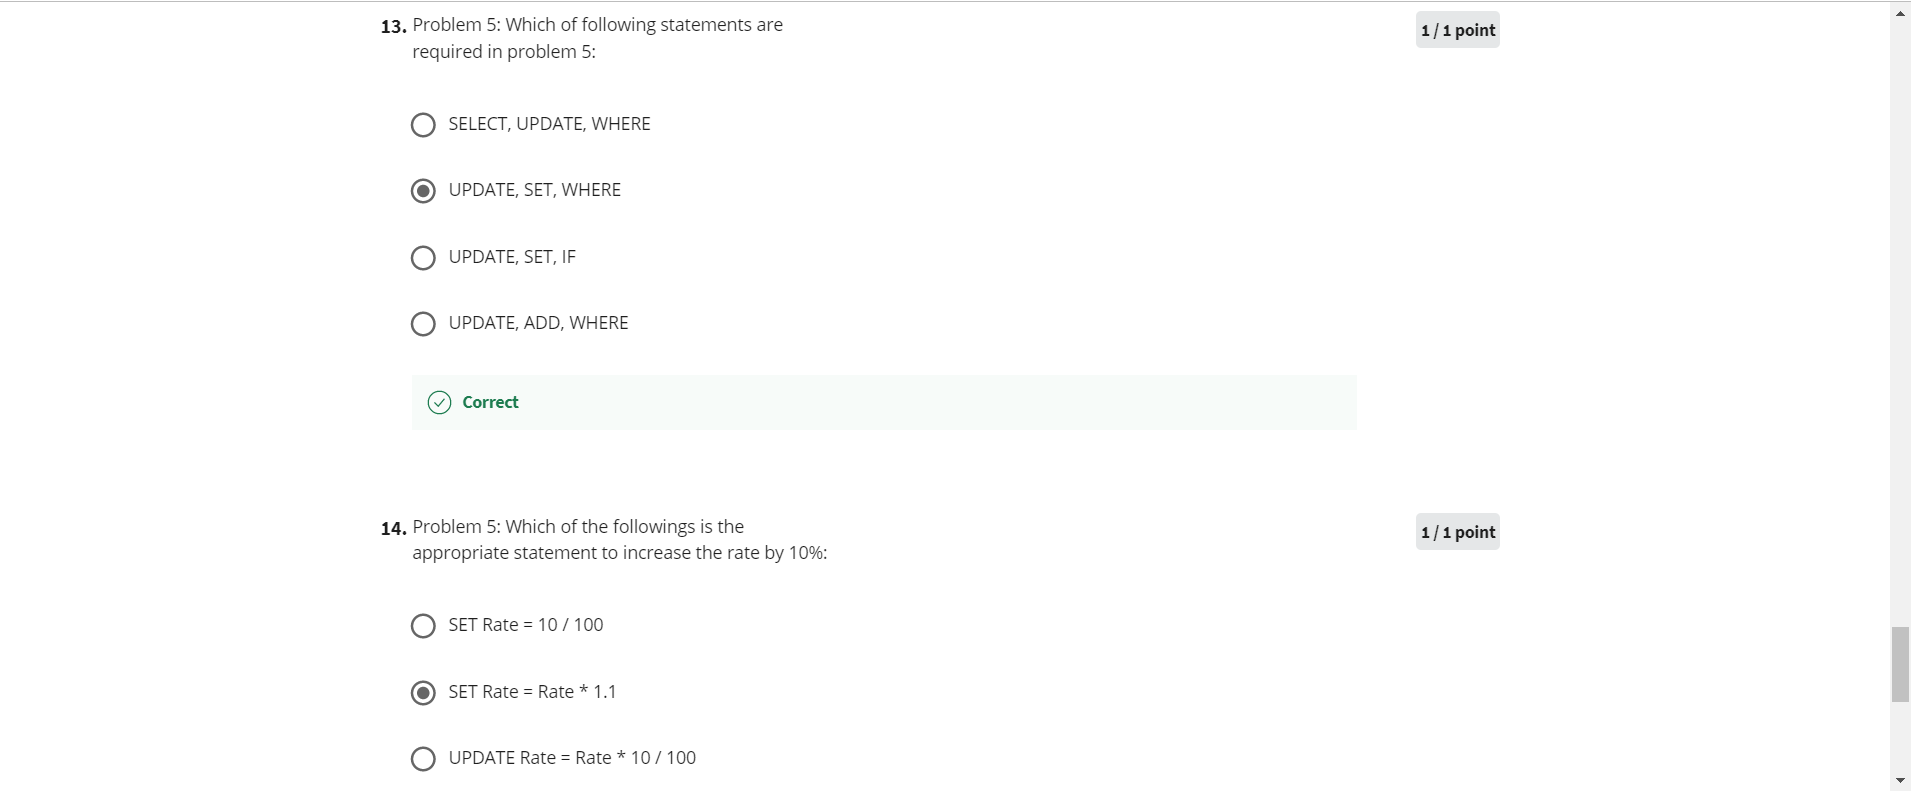 13. Problem 5: Which of following statements are
required in problem 5:
1 / 1 point
SELECT, UPDATE, WHERE
UPDATE, SET, WHERE
UPDATE, SET, IF
UPDATE, ADD, WHERE
Correct
14. Problem 5: Which of the followings is the
appropriate statement to increase the rate by 10%:
1 / 1 point
SET Rate = 10 / 100
SET Rate = Rate * 1.1
UPDATE Rate = Rate * 10 / 100